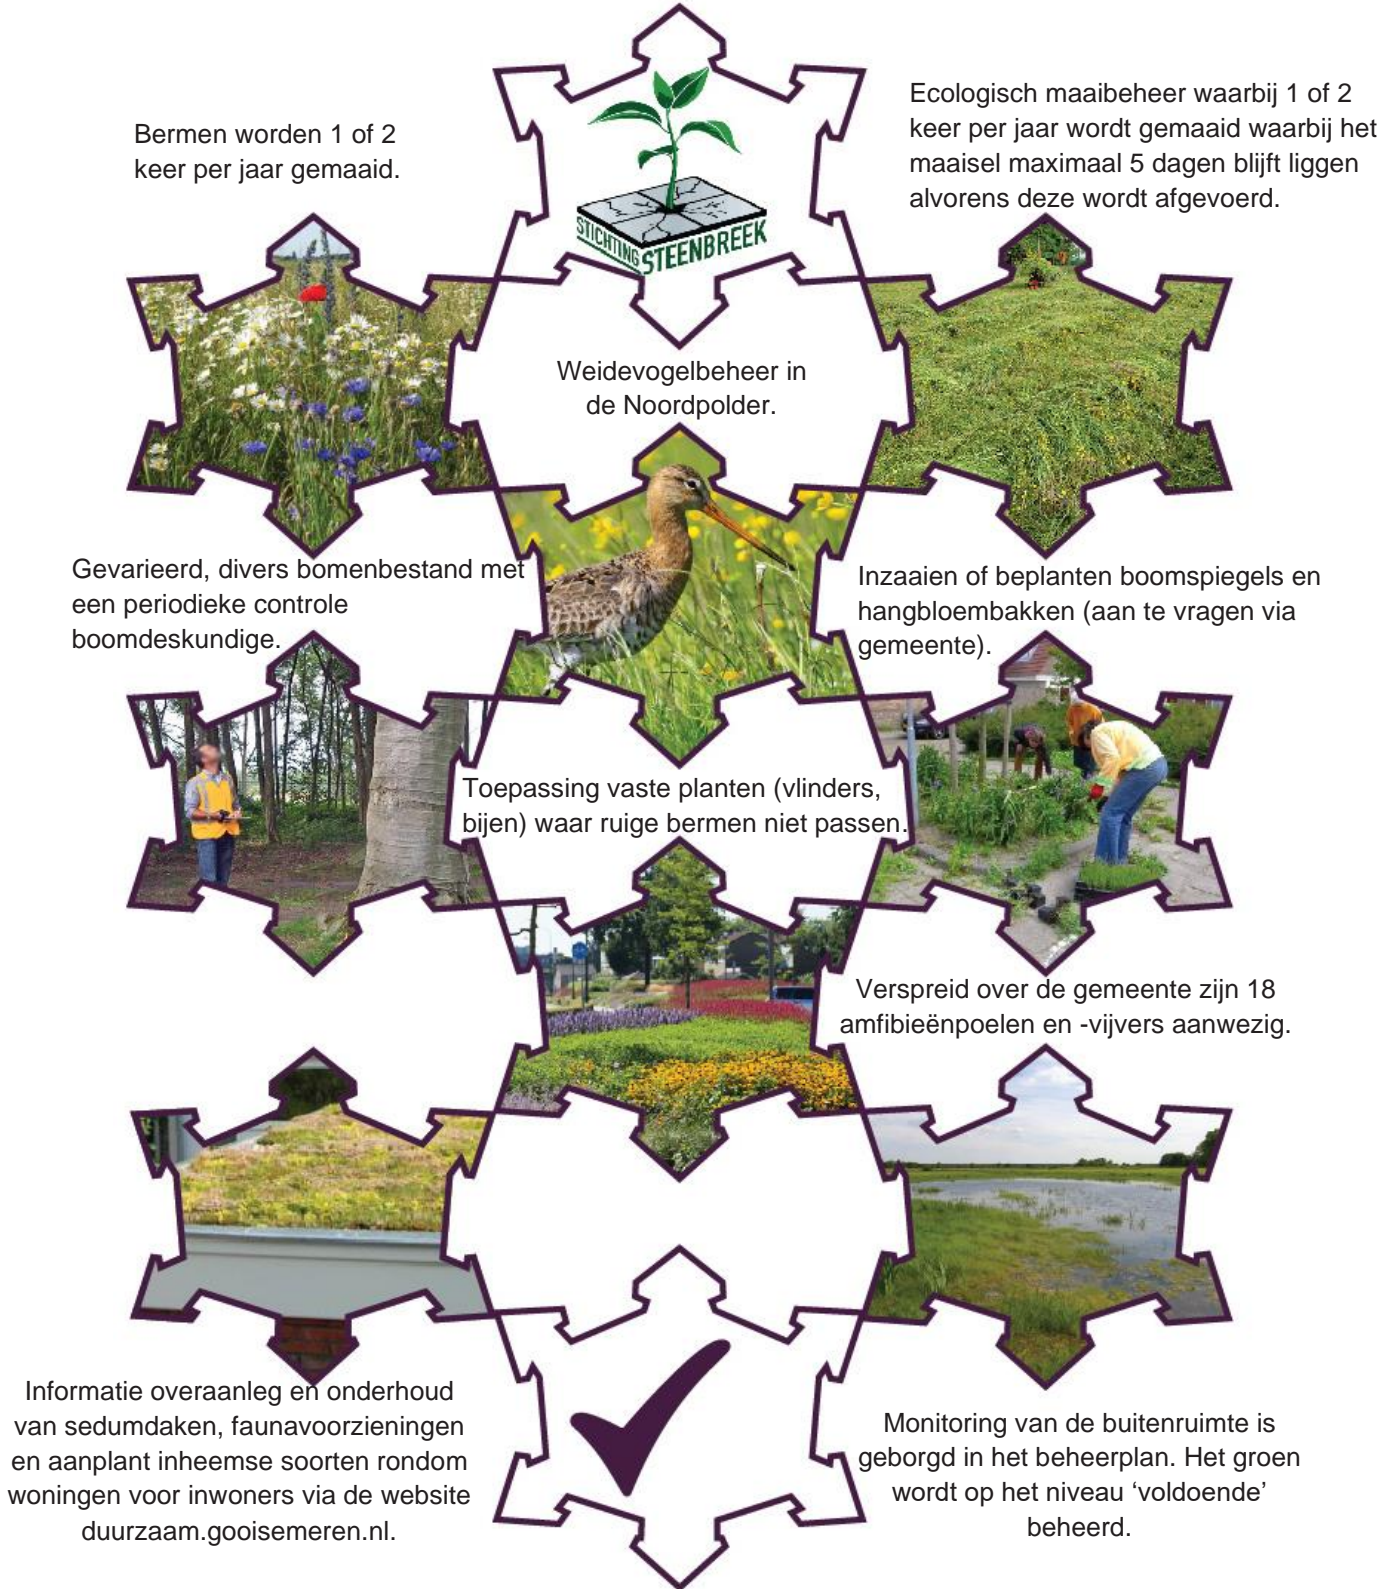 Bermen worden 1 of 2
keer per jaar gemaaid.
STICHTING
STEENBREEK
Ecologisch maaibeheer waarbij 1 of 2
keer per jaar wordt gemaaid waarbij het
maaisel maximaal 5 dagen blijft liggen
alvorens deze wordt afgevoerd.
Weidevogelbeheer in
de Noordpolder.
Gevarieerd, divers bomenbestand met
een periodieke controle
boomdeskundige.
Inzaaien of beplanten boomspiegels en
hangbloembakken (aan te vragen via
gemeente).
Toepassing vaste planten (vlinders,
bijen) waar ruige bermen niet passen.
Verspreid over de gemeente zijn 18
amfibieënpoelen en -vijvers aanwezig.
Informatie overaanleg en onderhoud
van sedumdaken, faunavoorzieningen
en aanplant inheemse soorten rondom
woningen voor inwoners via de website
duurzaam.gooisemeren.nl.
Monitoring van de buitenruimte is
geborgd in het beheerplan. Het groen
wordt op het niveau ‘voldoende’
beheerd.